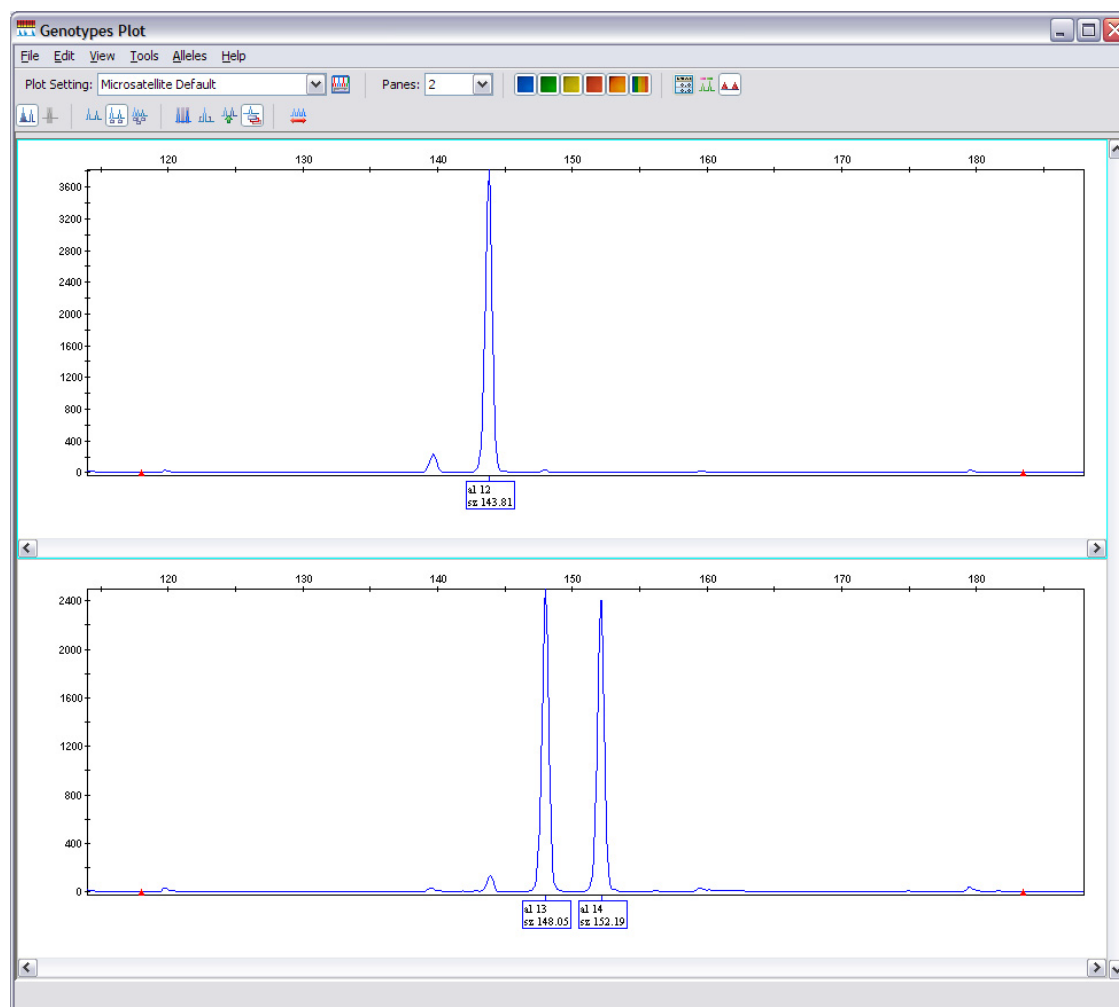 Genotypes Plot
File Edit View Tools Alleles Help
Plot Setting: Microsatellite Default Panes: 2
120 130 140 150 160 170 180
3600
3200
2800
2400
2000
1600
1200
800
400
0
al 12
sz 143.81
120 130 140 150 160 170 180
2400
2000
1600
1200
800
400
0
al 13 al 14
sz 148.05 sz 152.19